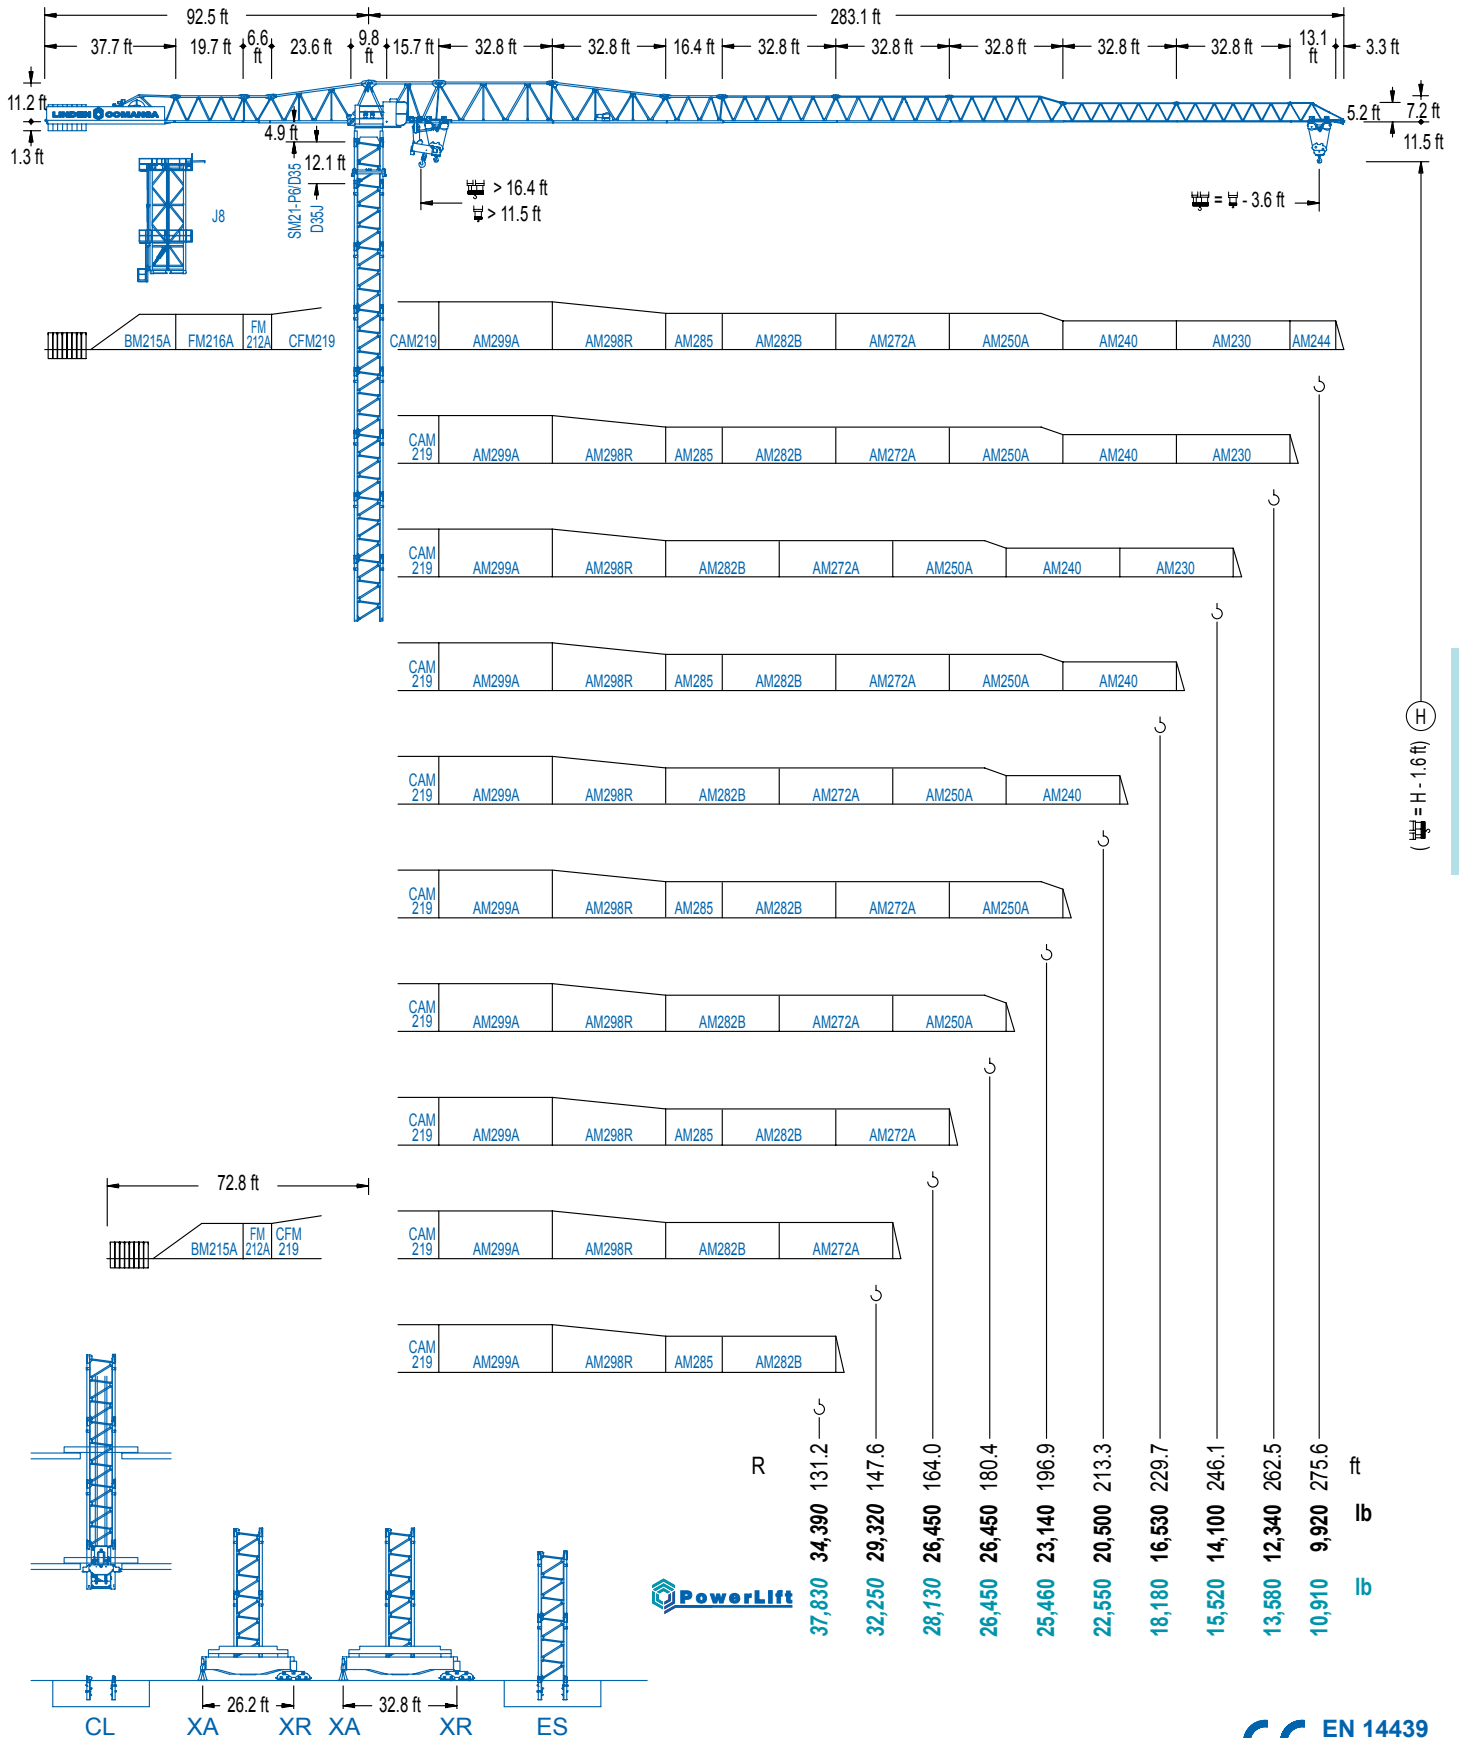 92.5 ft 283.1 ft
37.7 ft 19.7 ft 6.6 ft 23.6 ft 9.8 ft 15.7 ft 32.8 ft 32.8 ft 16.4 ft 32.8 ft 32.8 ft 32.8 ft 32.8 ft 32.8 ft 13.1 ft 3.3 ft
11.2 ft LINDEN COMANSA 5.2 ft 7.2 ft
1.3 ft 4.9 ft 11.5 ft
12.1 ft
SM21-P6/D35
D35J
J8
> 16.4 ft
> 11.5 ft
= - 3.6 ft
BM215A FM216A FM 212A CFM219 CAM219 AM299A AM298R AM285 AM282B AM272A AM250A AM240 AM230 AM244
CAM 219 AM299A AM298R AM285 AM282B AM272A AM250A AM240 AM230
CAM 219 AM299A AM298R AM282B AM272A AM250A AM240 AM230
CAM 219 AM299A AM298R AM285 AM282B AM272A AM250A AM240
H
( = H - 1.6 ft)
CAM 219 AM299A AM298R AM282B AM272A AM250A AM240
CAM 219 AM299A AM298R AM285 AM282B AM272A AM250A
CAM 219 AM299A AM298R AM282B AM272A AM250A
CAM 219 AM299A AM298R AM285 AM282B AM272A
72.8 ft
BM215A FM 212A CFM 219 CAM 219 AM299A AM298R AM282B AM272A
CAM 219 AM299A AM298R AM285 AM282B
R 131.2 147.6 164.0 180.4 196.9 213.3 229.7 246.1 262.5 275.6 ft
34,390 29,320 26,450 26,450 23,140 20,500 16,530 14,100 12,340 9,920 lb
PowerLift 37,830 32,250 28,130 26,450 25,460 22,550 18,180 15,520 13,580 10,910 lb
26.2 ft 32.8 ft
CL XA XR XA XR ES
CE EN 14439